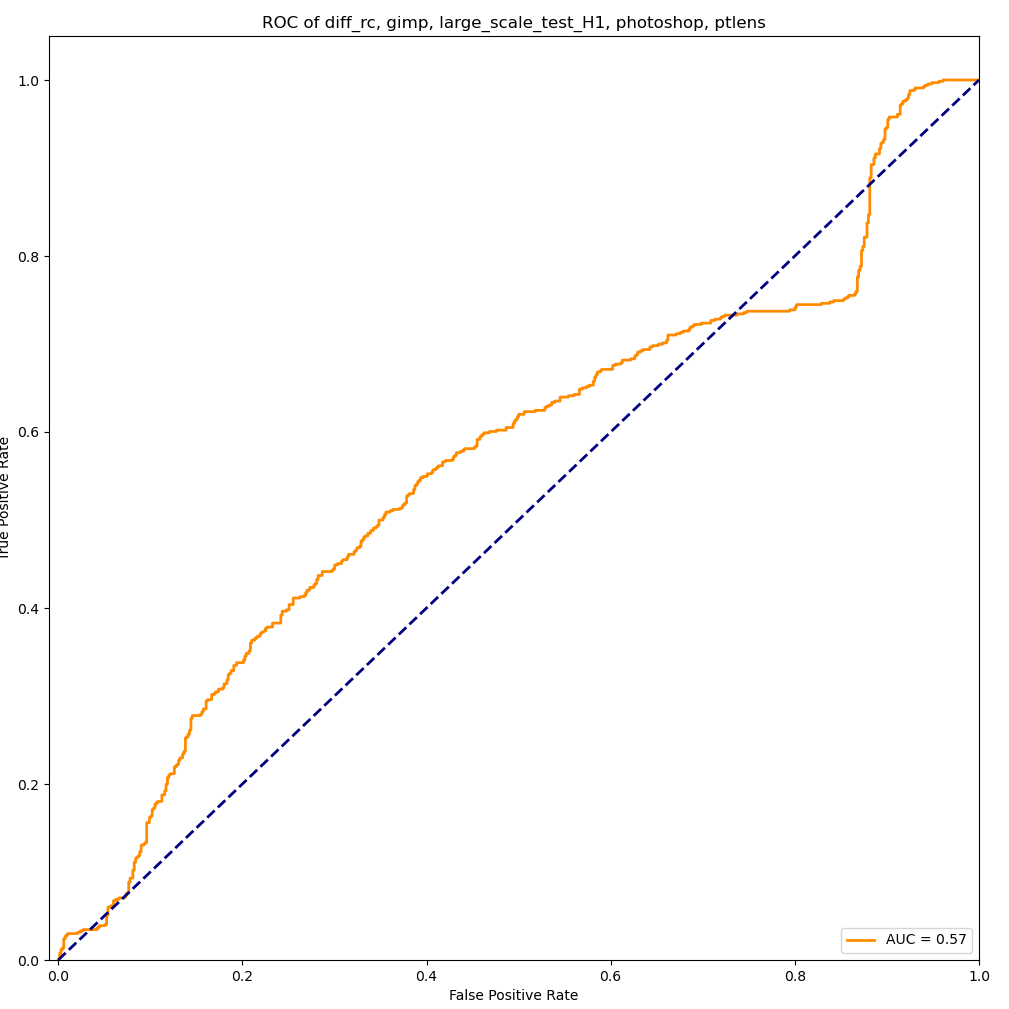 ROC of diff_rc, gimp, large_scale_test_H1, photoshop, ptlens
1.0
0.8
0.6
0.4
0.2
0.0
True Positive Rate
0.0 0.2 0.4 0.6 0.8 1.0
False Positive Rate
AUC = 0.57